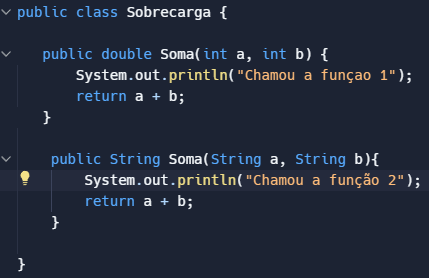 public class Sobrecarga {
public double Soma(int a, int b) {
System.out.println("Chamou a funçao 1");
return a + b;
}
public String Soma(String a, String b){
System.out.println("Chamou a função 2");
return a + b;
}
}